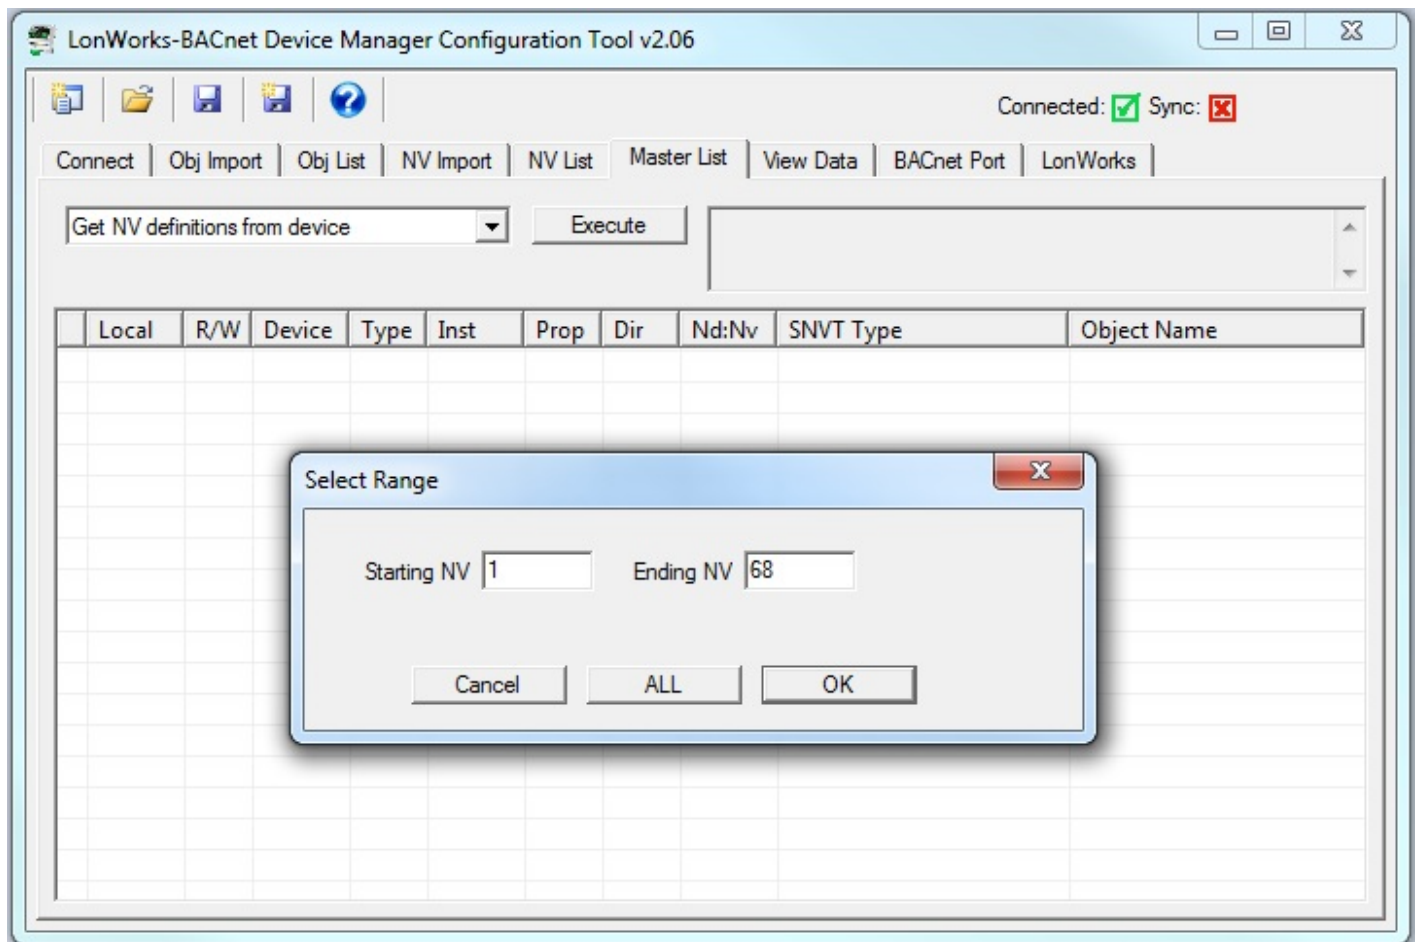 LonWorks-BACnet Device Manager Configuration Tool v2.06
Connected: Sync:
Connect Obj Import Obj List NV Import NV List Master List View Data BACnet Port LonWorks
Get NV definitions from device Execute
Local R/W Device Type Inst Prop Dir Nd:Nv SNVT Type Object Name
Select Range
Starting NV 1 Ending NV 68
Cancel ALL OK